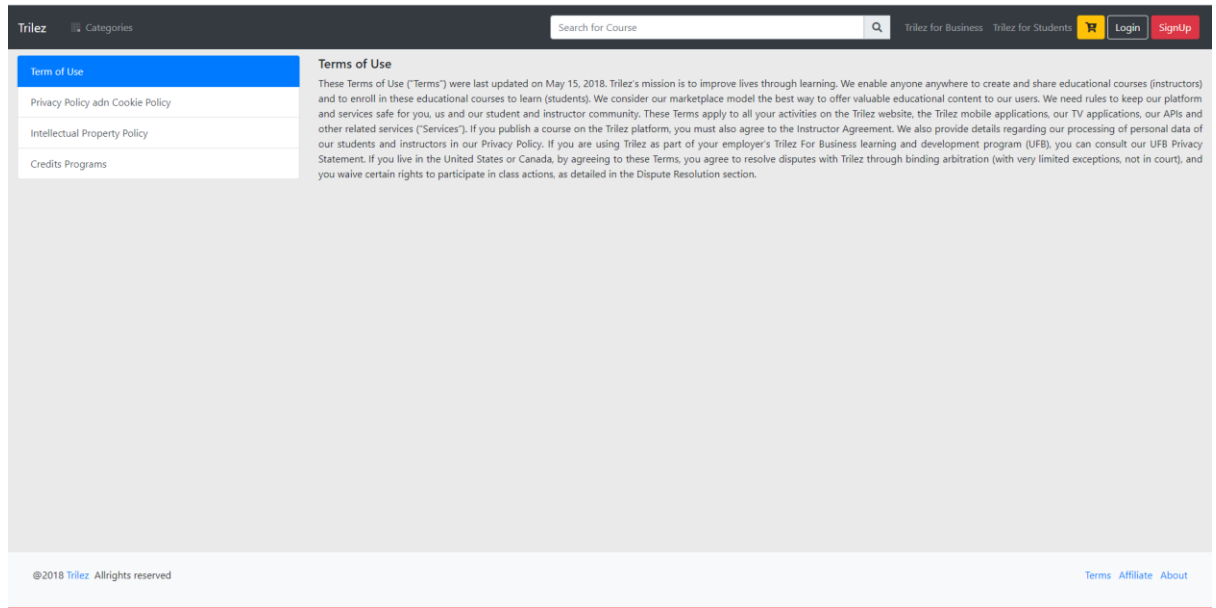 Trilez Categories Search for Course Trilez for Business Trilez for Students Login SignUp
Term of Use
Privacy Policy adn Cookie Policy
Intellectual Property Policy
Credits Programs
Terms of Use
These Terms of Use ("Terms") were last updated on May 15, 2018. Trilez's mission is to improve lives through learning. We enable anyone anywhere to create and share educational courses (instructors)
and to enroll in these educational courses to learn (students). We consider our marketplace model the best way to offer valuable educational content to our users. We need rules to keep our platform
and services safe for you, us and our student and instructor community. These Terms apply to all your activities on the Trilez website, the Trilez mobile applications, our TV applications, our APIs and
other related services ("Services"). If you publish a course on the Trilez platform, you must also agree to the Instructor Agreement. We also provide details regarding our processing of personal data of
our students and instructors in our Privacy Policy. If you are using Trilez as part of your employer's Trilez For Business learning and development program (UFB), you can consult our UFB Privacy
Statement. If you live in the United States or Canada, by agreeing to these Terms, you agree to resolve disputes with Trilez through binding arbitration (with very limited exceptions, not in court), and
you waive certain rights to participate in class actions, as detailed in the Dispute Resolution section.
@2018 Trilez Allrights reserved Terms Affiliate About